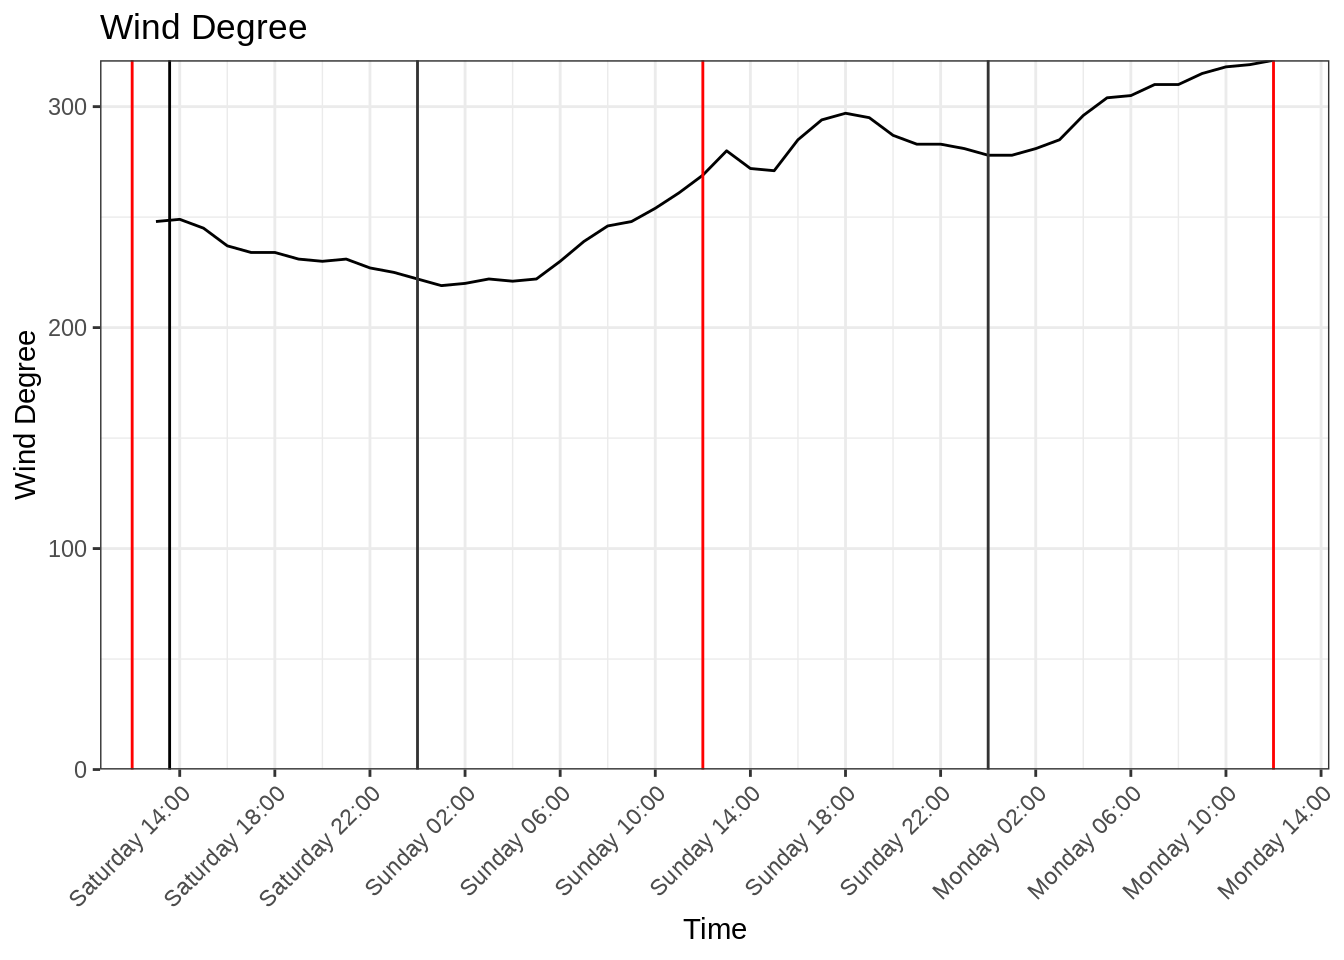 Wind Degree
Wind Degree
300
200
100
0
Saturday 14:00
Saturday 18:00
Saturday 22:00
Sunday 02:00
Sunday 06:00
Sunday 10:00
Sunday 14:00
Sunday 18:00
Sunday 22:00
Monday 02:00
Monday 06:00
Monday 10:00
Monday 14:00
Time